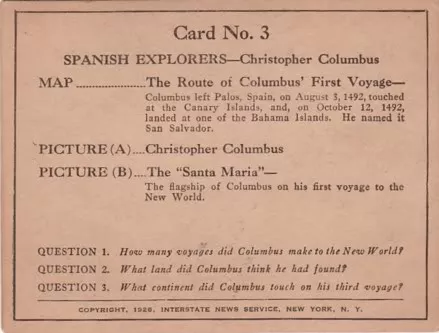 Card No. 3
SPANISH EXPLORERS—Christopher Columbus
MAP ......................The Route of Columbus' First Voyage—
Columbus left Palos, Spain, on August 3, 1492, touched
at the Canary Islands, and, on October 12, 1492,
landed at one of the Bahama Islands. He named it
San Salvador.
PICTURE (A)....Christopher Columbus
PICTURE (B)....The "Santa Maria"—
The flagship of Columbus on his first voyage to the
New World.
QUESTION 1. How many voyages did Columbus make to the New World?
QUESTION 2. What land did Columbus think he had found?
QUESTION 3. What continent did Columbus touch on his third voyage?
COPYRIGHT, 1928, INTERSTATE NEWS SERVICE, NEW YORK, N. Y.